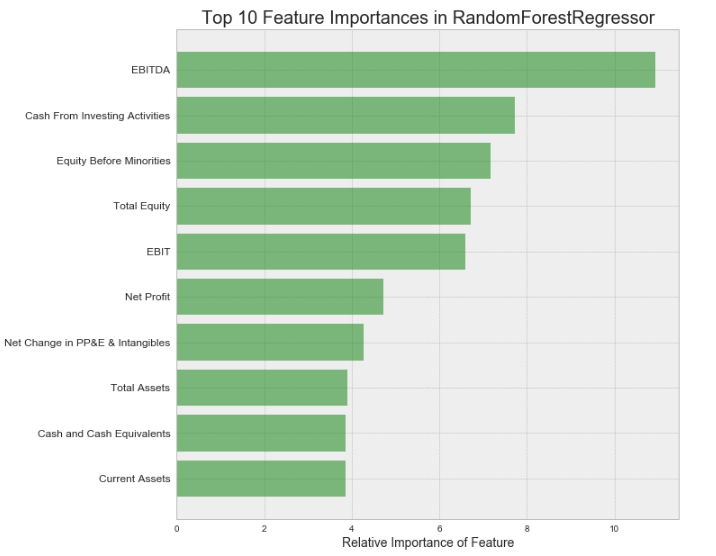 Top 10 Feature Importances in RandomForestRegressor
EBITDA
Cash From Investing Activities
Equity Before Minorities
Total Equity
EBIT
Net Profit
Net Change in PP&E & Intangibles
Total Assets
Cash and Cash Equivalents
Current Assets
0 2 4 6 8 10
Relative Importance of Feature